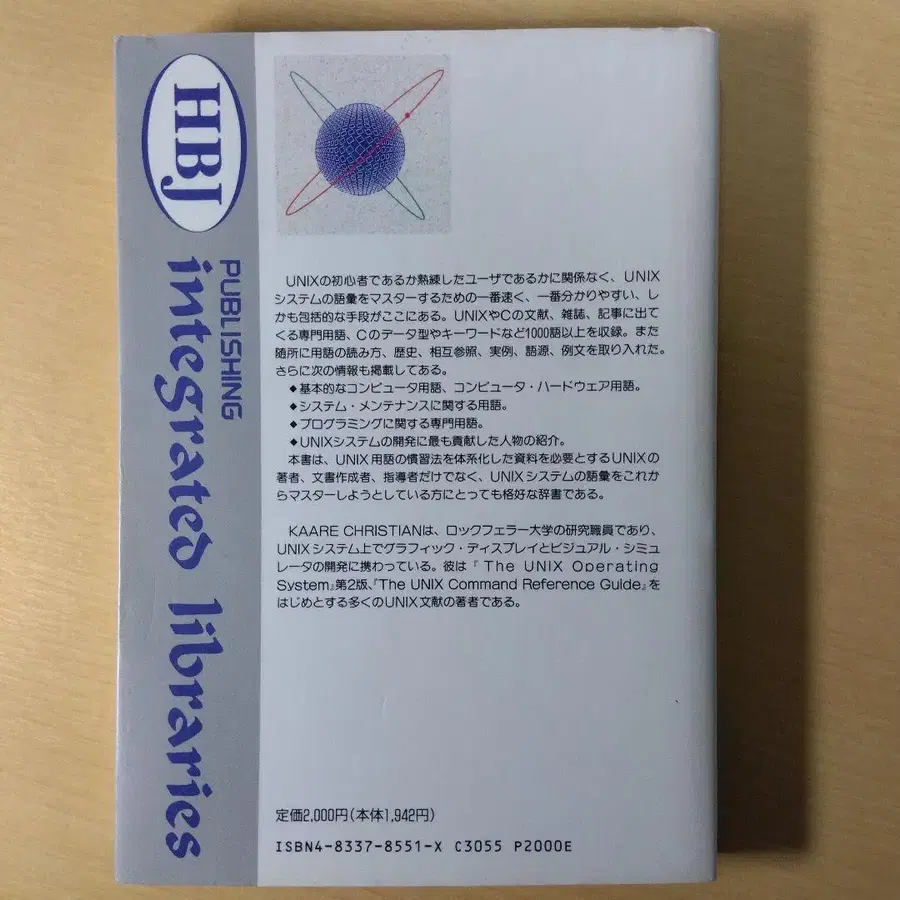 HBJ
PUBLISHING
integrated libraries
UNIXの初心者であるか熟練したユーザであるかに関係なく、UNIX
システムの語彙をマスターするための一番速く、一番分かりやすい、し
かも包括的な手段がここにある。UNIXやCの文献、雑誌、記事に出て
くる専門用語、Cのデータ型やキーワードなど1000語以上を収録。また
随所に用語の読み方、歴史、相互参照、実例、語源、例文を取り入れた。
さらに次の情報も掲載してある。
◆基本的なコンピュータ用語、コンピュータ・ハードウェア用語。
◆システム・メンテナンスに関する用語。
◆プログラミングに関する専門用語。
◆UNIXシステムの開発に最も貢献した人物の紹介。
本書は、UNIX用語の慣習法を体系化した資料を必要とするUNIXの
著者、文書作成者、指導者だけでなく、UNIXシステムの語彙をこれか
らマスターしようとしている方にとっても格好な辞書である。
KAARE CHRISTIANは、ロックフェラー大学の研究職員であり、
UNIXシステム上でグラフィック・ディスプレイとビジュアル・シミュ
レータの開発に携わっている。彼は『The UNIX Operating
System』第2版、『The UNIX Command Reference Guide』を
はじめとする多くのUNIX文献の著者である。
定価2,000円(本体1,942円)
ISBN4-8337-8551-X C3055 P2000E